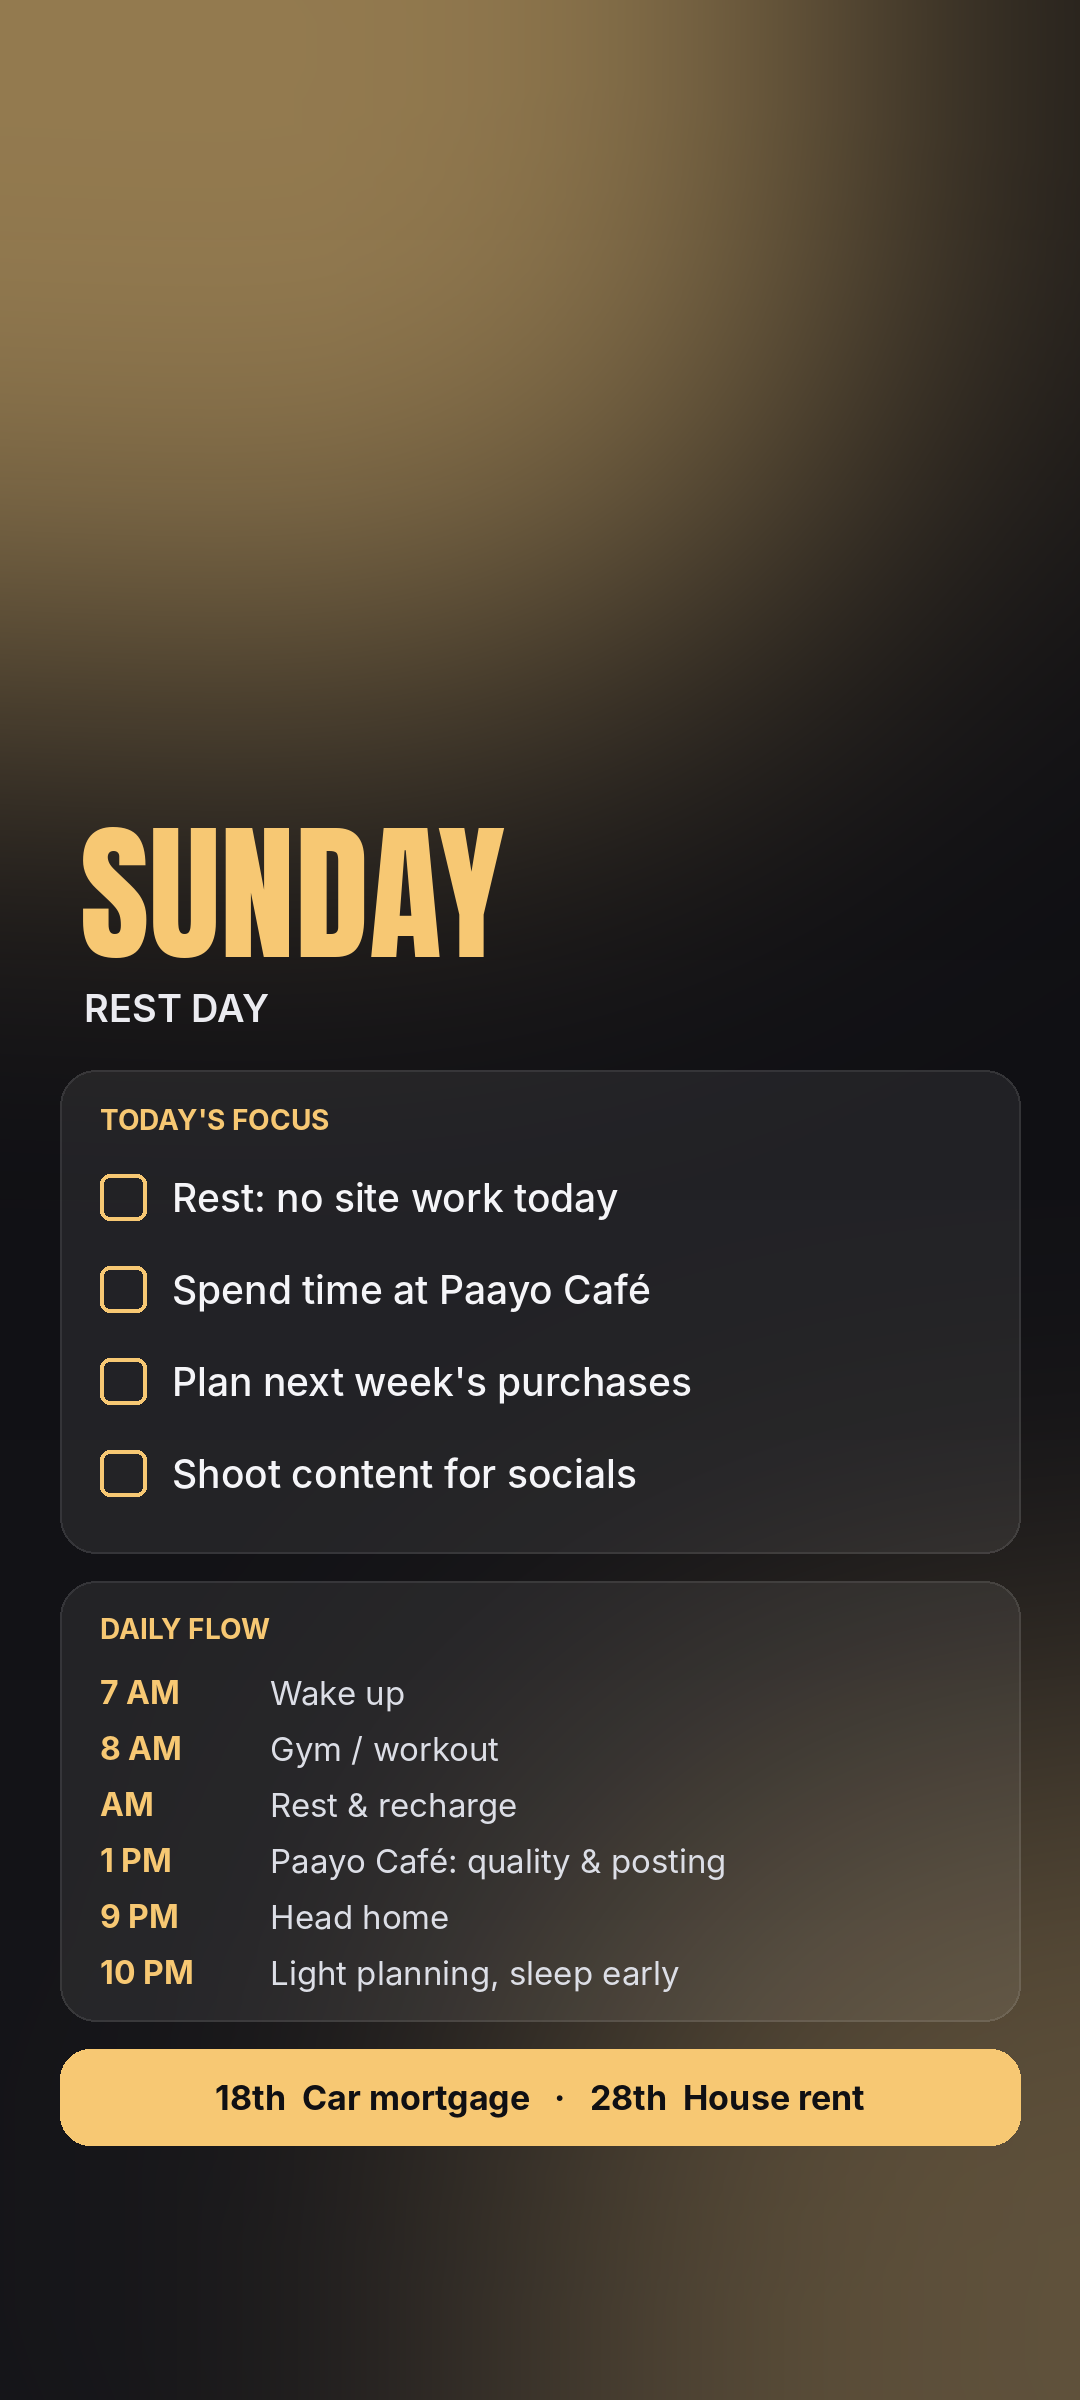 SUNDAY
REST DAY
TODAY'S FOCUS
Rest: no site work today
Spend time at Paayo Café
Plan next week's purchases
Shoot content for socials
DAILY FLOW
7 AM Wake up
8 AM Gym / workout
AM Rest & recharge
1 PM Paayo Café: quality & posting
9 PM Head home
10 PM Light planning, sleep early
18th Car mortgage · 28th House rent